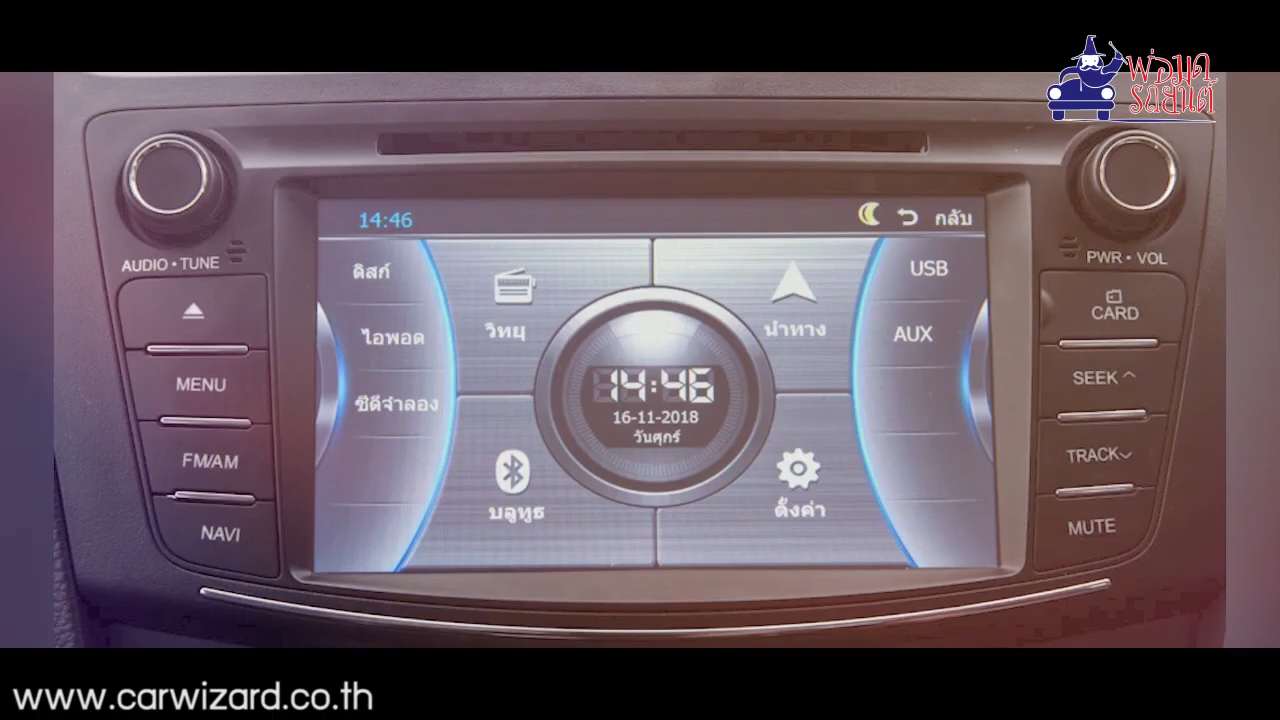 พ่อมด
รถยนต์
14:46
กลับ
AUDIO • TUNE
PWR • VOL
ดิสก์
วิทยุ
นำทาง
USB
ไอพอด
AUX
ซีดีจำลอง
14:46
16-11-2018
วันศุกร์
บลูทูธ
ตั้งค่า
MENU
FM/AM
NAVI
CARD
SEEK
TRACK
MUTE
www.carwizard.co.th